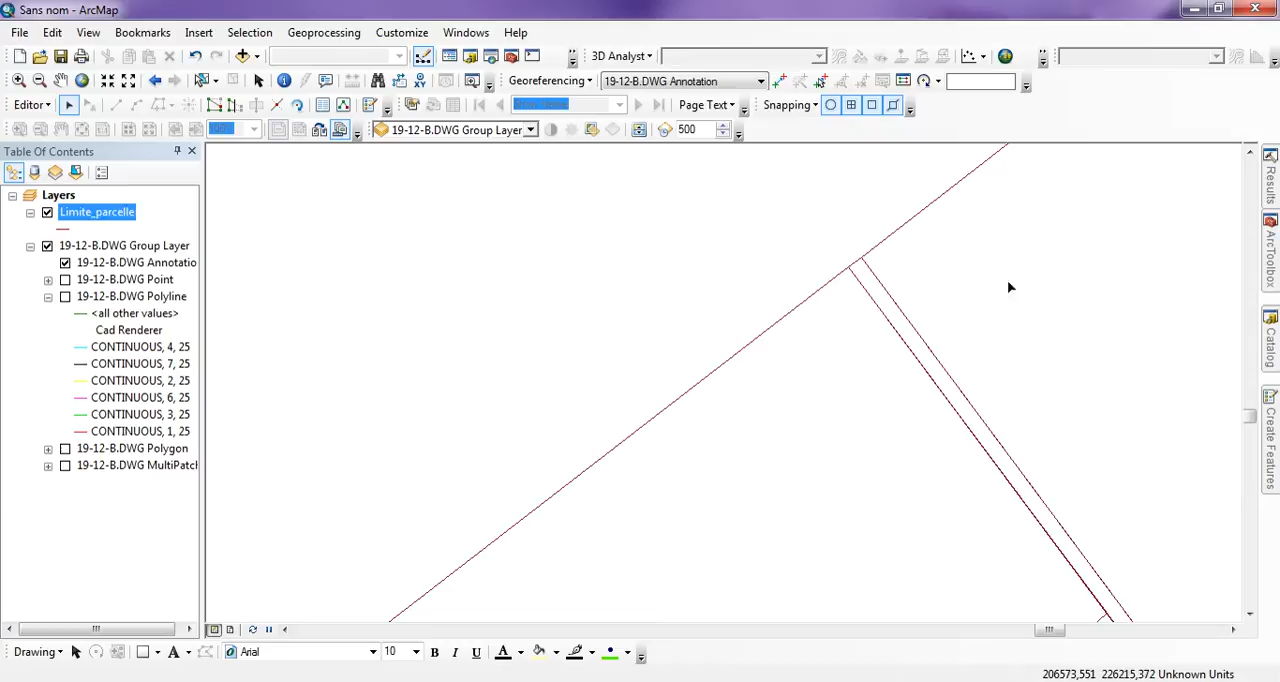 Sans nom - ArcMap
File Edit View Bookmarks Insert Selection Geoprocessing Customize Windows Help
3D Analyst
Georeferencing 19-12-B.DWG Annotation
Editor Page Text Snapping
100% 19-12-B.DWG Group Layer 500
Table Of Contents
Layers
Limite_parcelle
19-12-B.DWG Group Layer
19-12-B.DWG Annotatio
19-12-B.DWG Point
19-12-B.DWG Polyline
<all other values>
Cad Renderer
CONTINUOUS, 4, 25
CONTINUOUS, 7, 25
CONTINUOUS, 2, 25
CONTINUOUS, 6, 25
CONTINUOUS, 3, 25
CONTINUOUS, 1, 25
19-12-B.DWG Polygon
19-12-B.DWG MultiPatch
Results
ArcToolbox
Catalog
Create Features
Drawing A Arial 10 B I U A
206573,551 226215,372 Unknown Units